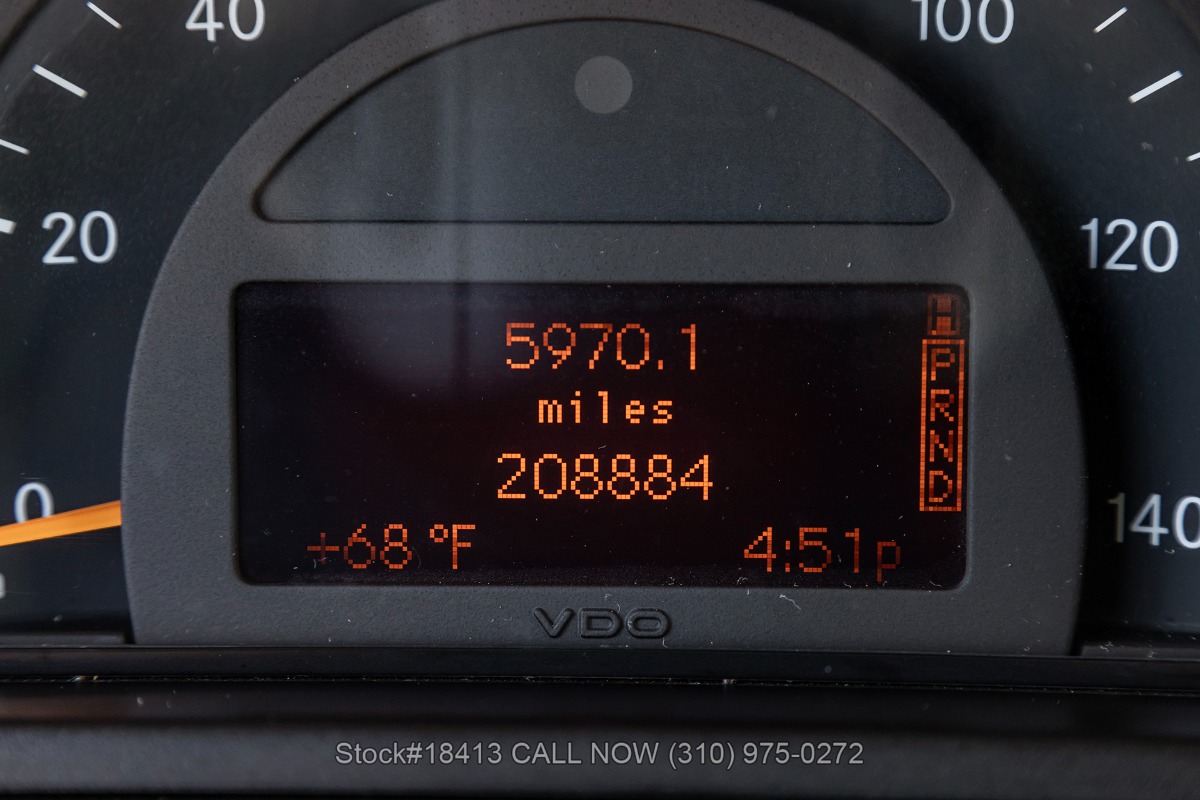 40
100
20
120
5970.1
miles
208884
H
P
R
N
D
0
140
+68 °F
4:51p
VDO
Stock#18413 CALL NOW (310) 975-0272